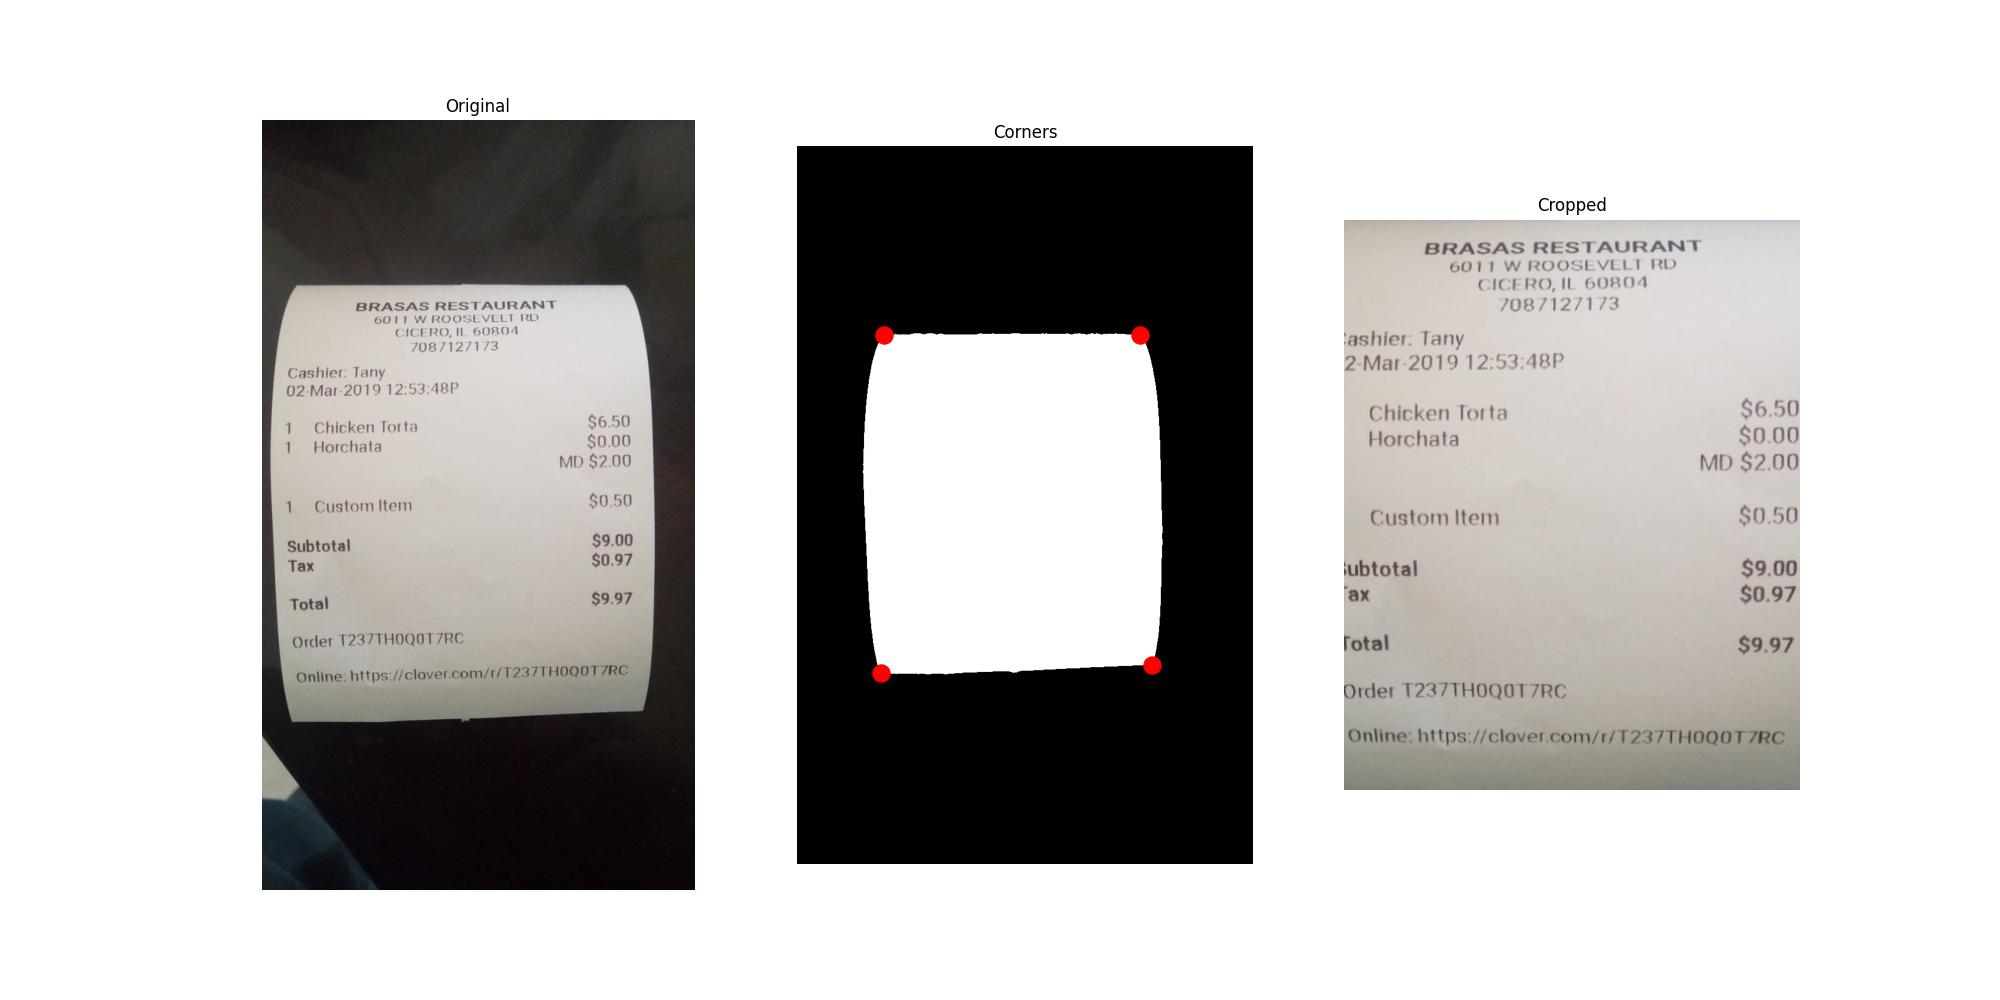 Original
BRASAS RESTAURANT
6011 W ROOSEVELT RD
CICERO, IL 60804
7087127173
Cashier: Tany
02-Mar-2019 12:53:48P
1 Chicken Torta $6.50
1 Horchata $0.00
MD $2.00
1 Custom Item $0.50
Subtotal $9.00
Tax $0.97
Total $9.97
Order T237TH0Q0T7RC
Online: https://clover.com/r/T237TH0Q0T7RC
Corners
Cropped
BRASAS RESTAURANT
6011 W ROOSEVELT RD
CICERO, IL 60804
7087127173
ashier: Tany
2-Mar-2019 12:53:48P
Chicken Torta $6.50
Horchata $0.00
MD $2.00
Custom Item $0.50
ubtotal $9.00
ax $0.97
Total $9.97
Order T237TH0Q0T7RC
Online: https://clover.com/r/T237TH0Q0T7RC